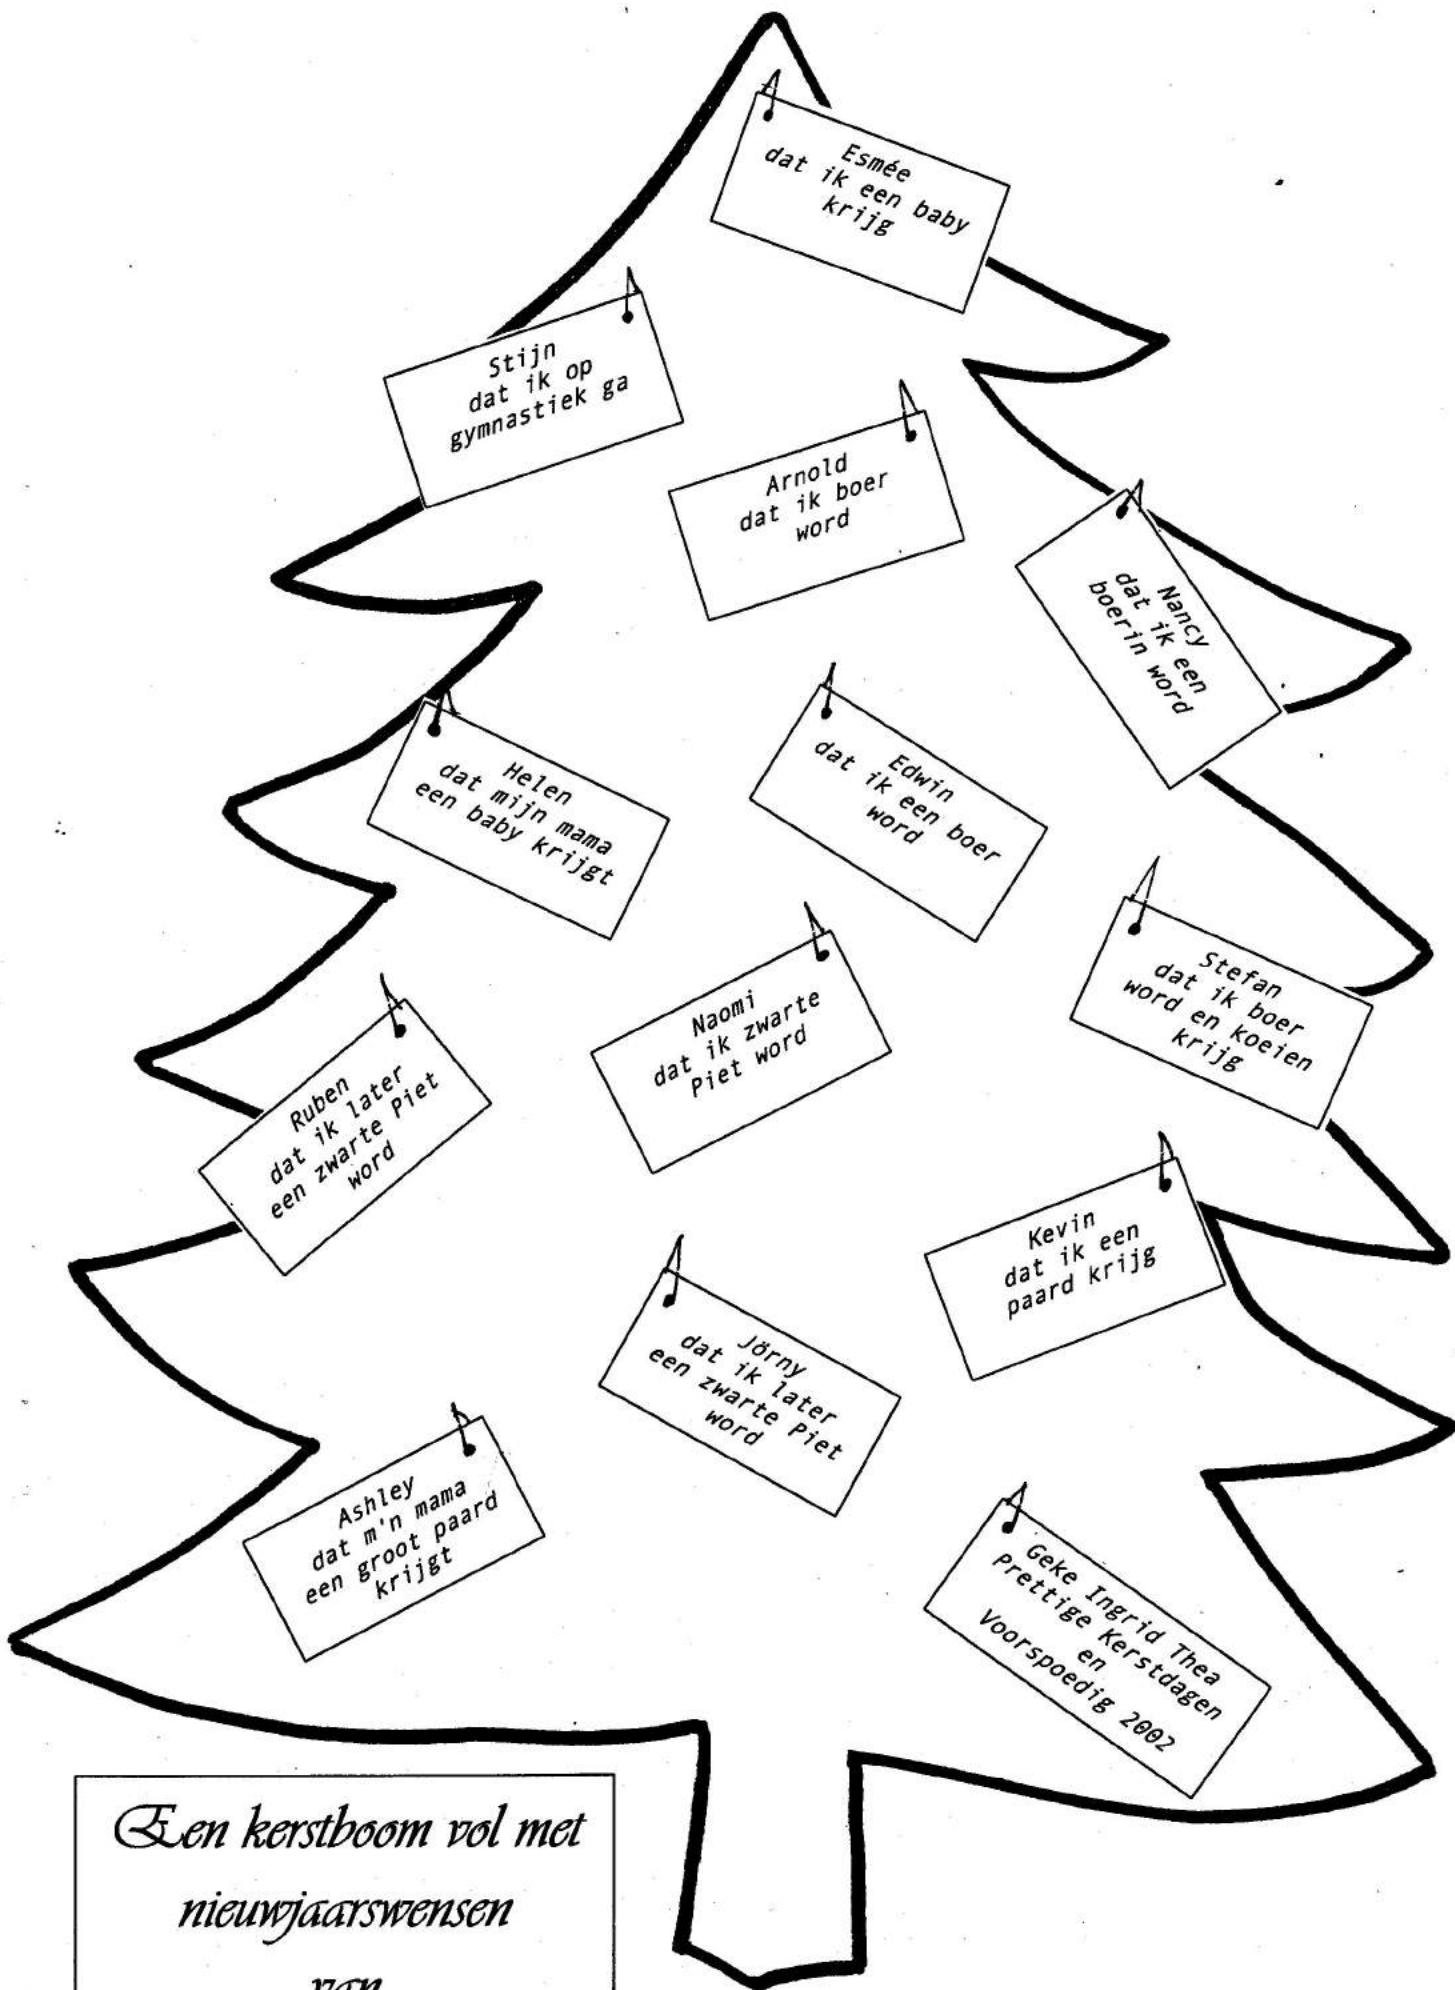 Esmée
dat ik een baby
krijg
Stijn
dat ik op
gymnastiek ga
Arnold
dat ik boer
word
Nancy
dat ik een
boerin word
Helen
dat mijn mama
een baby krijgt
Edwin
dat ik een boer
word
Stefan
dat ik boer
word en koeien
krijg
Naomi
dat ik zwarte
Piet word
Ruben
dat ik later
een zwarte Piet
word
Kevin
dat ik een
paard krijg
Jörny
dat ik later
een zwarte Piet
word
Ashley
dat m'n mama
een groot paard
krijgt
Geke Ingrid Thea
Prettige Kerstdagen
en
Voorspoedig 2002
Een kerstboom vol met
nieuwjaarswensen
van